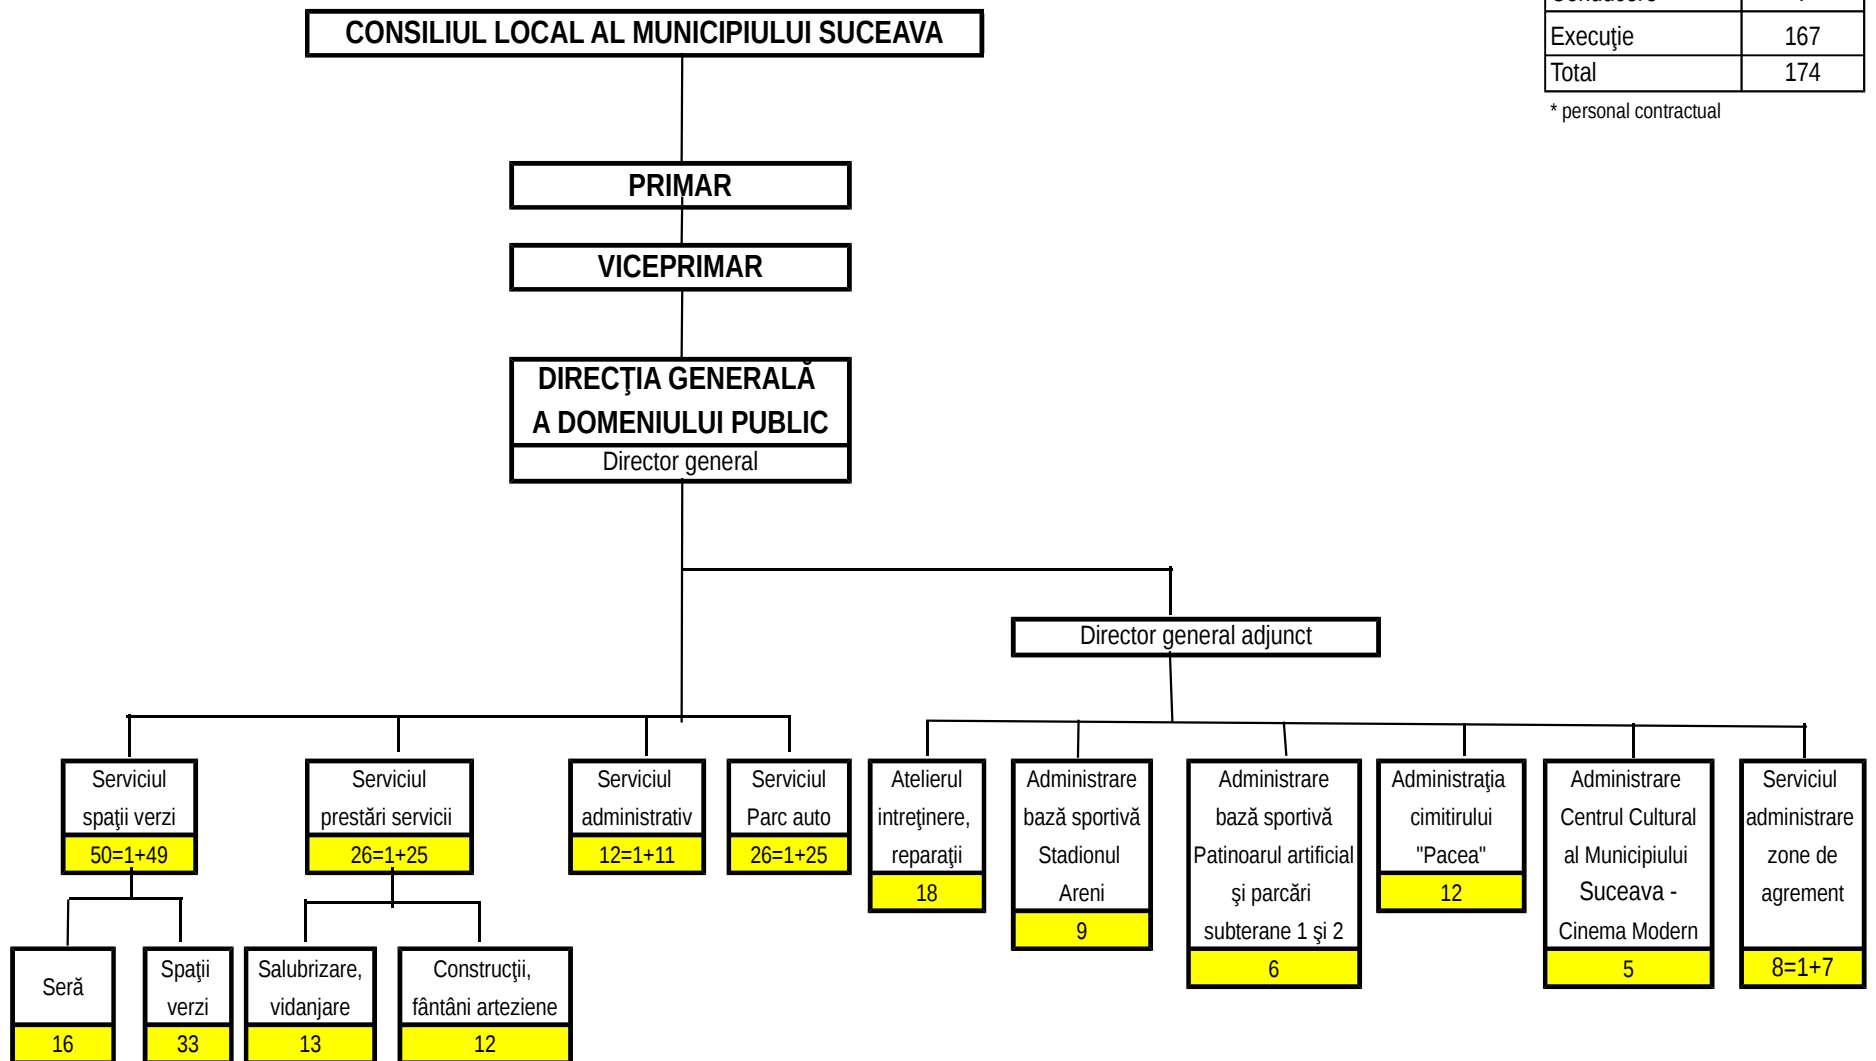 CONSILIUL LOCAL AL MUNICIPIULUI SUCEAVA
Execuţie 167
Total 174
* personal contractual
PRIMAR
VICEPRIMAR
DIRECŢIA GENERALĂ
A DOMENIULUI PUBLIC
Director general
Director general adjunct
Serviciul
spaţii verzi
50=1+49
Serviciul
prestări servicii
26=1+25
Serviciul
administrativ
12=1+11
Serviciul
Parc auto
26=1+25
Atelierul
intreţinere,
reparaţii
18
Administrare
bază sportivă
Stadionul
Areni
9
Administrare
bază sportivă
Patinoarul artificial
şi parcări
subterane 1 şi 2
6
Administraţia
cimitirului
"Pacea"
12
Administrare
Centrul Cultural
al Municipiului
Suceava -
Cinema Modern
5
Serviciul
administrare
zone de
agrement
8=1+7
Seră
16
Spaţii
verzi
33
Salubrizare,
vidanjare
13
Construcţii,
fântâni arteziene
12